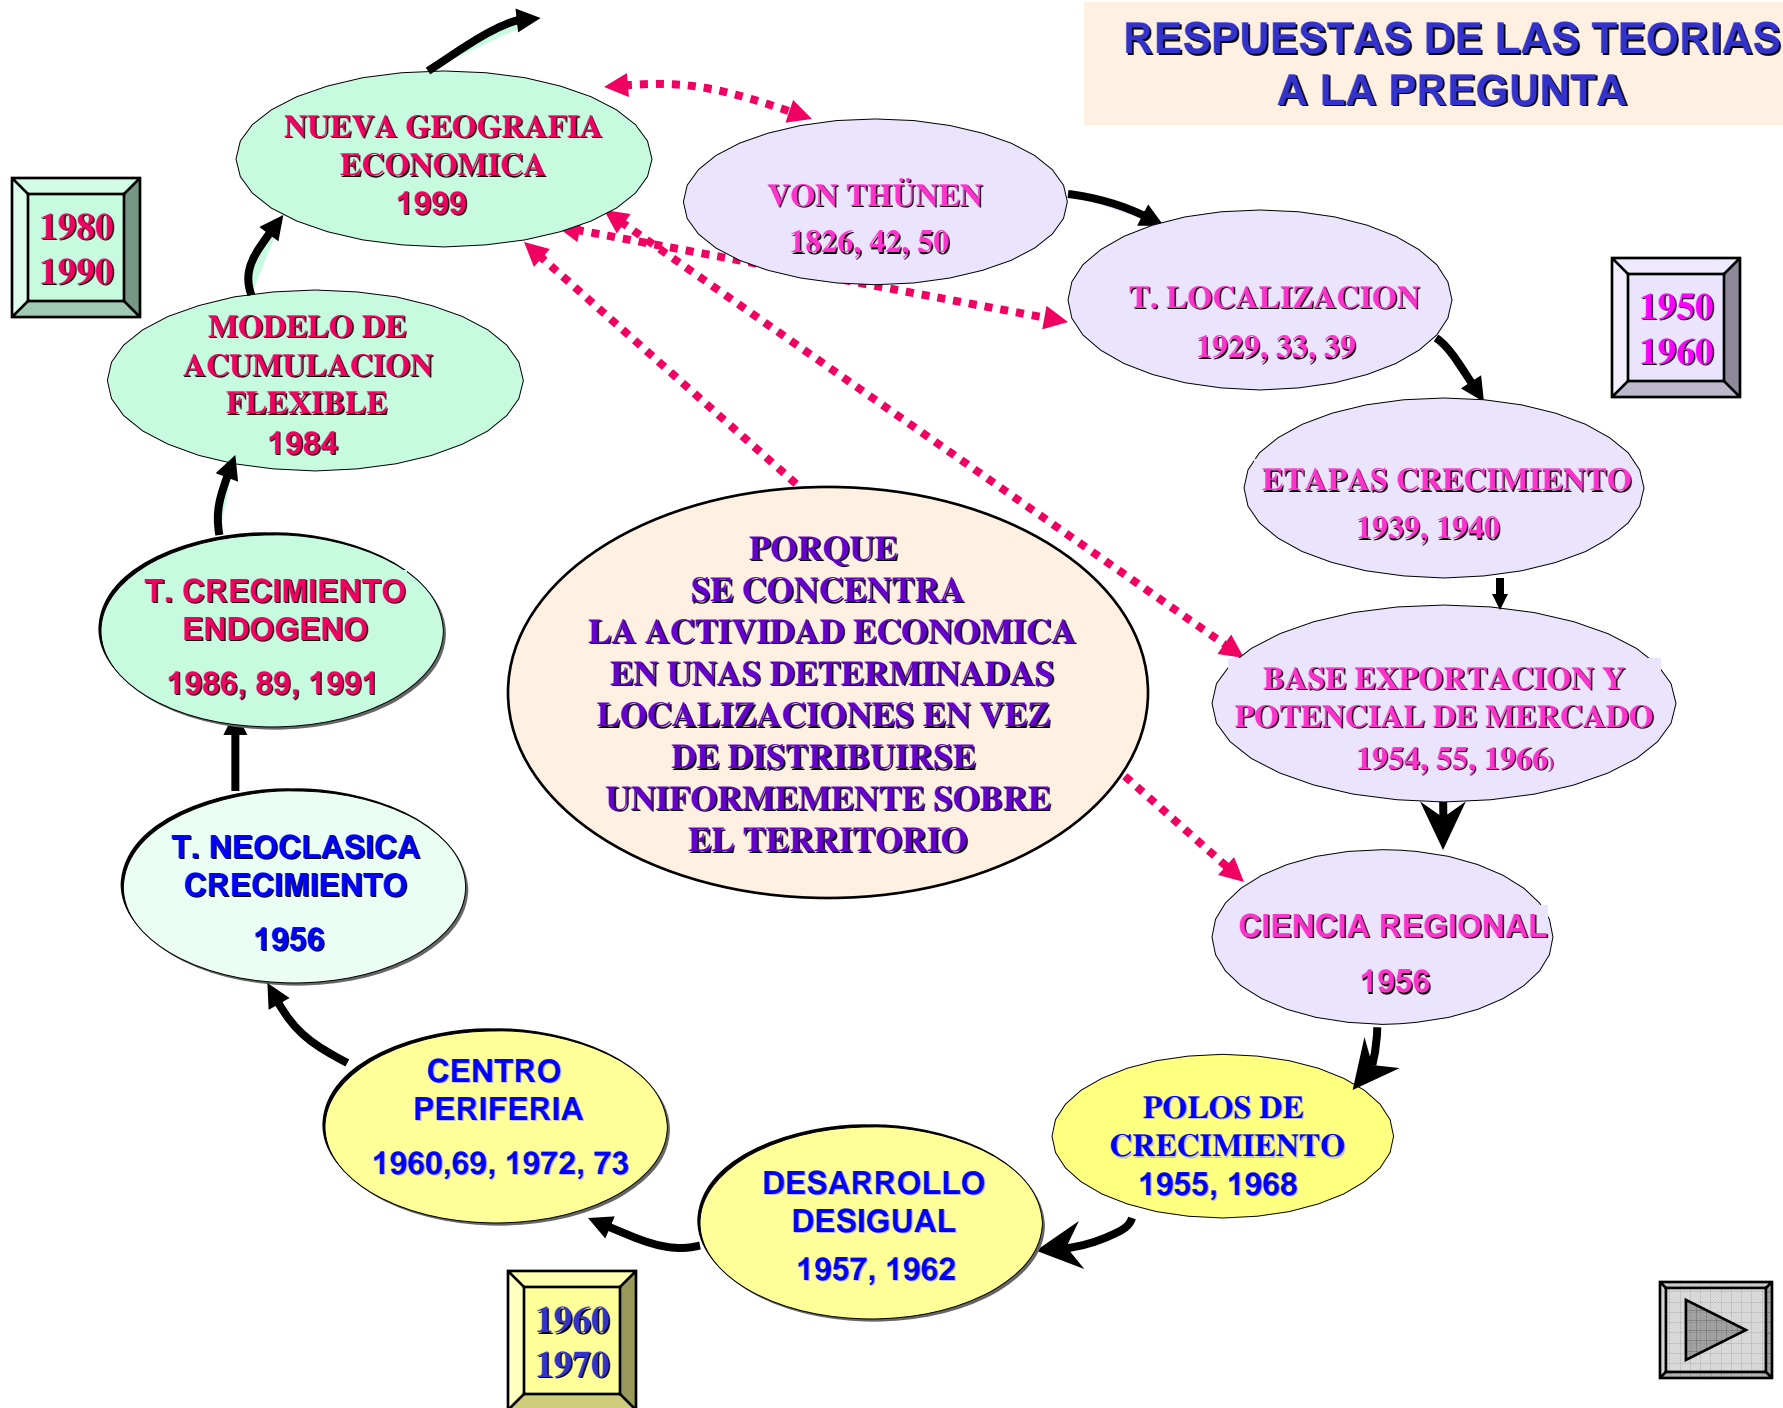 RESPUESTAS DE LAS TEORIAS
A LA PREGUNTA
NUEVA GEOGRAFIA
ECONOMICA
1999
VON THÜNEN
1826, 42, 50
T. LOCALIZACION
1929, 33, 39
1950
1960
ETAPAS CRECIMIENTO
1939, 1940
BASE EXPORTACION Y
POTENCIAL DE MERCADO
1954, 55, 1966)
CIENCIA REGIONAL
1956
POLOS DE
CRECIMIENTO
1955, 1968
DESARROLLO
DESIGUAL
1957, 1962
1960
1970
CENTRO
PERIFERIA
1960,69, 1972, 73
T. NEOCLASICA
CRECIMIENTO
1956
T. CRECIMIENTO
ENDOGENO
1986, 89, 1991
MODELO DE
ACUMULACION
FLEXIBLE
1984
1980
1990
PORQUE
SE CONCENTRA
LA ACTIVIDAD ECONOMICA
EN UNAS DETERMINADAS
LOCALIZACIONES EN VEZ
DE DISTRIBUIRSE
UNIFORMEMENTE SOBRE
EL TERRITORIO